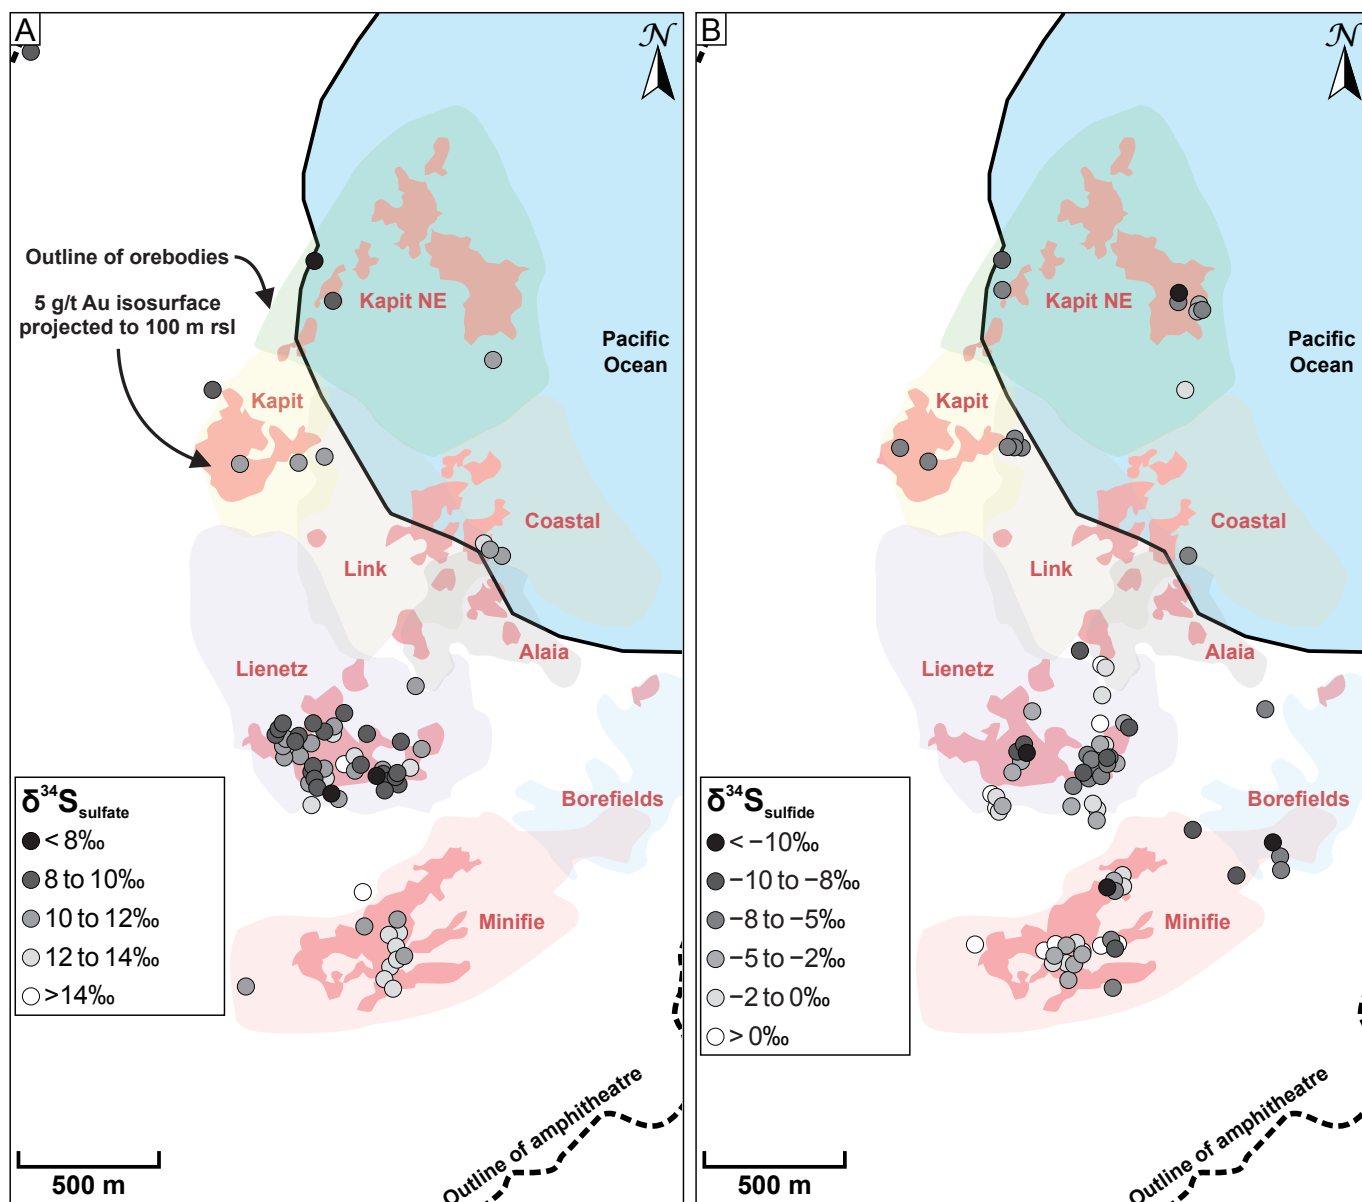 A
N
Outline of orebodies
5 g/t Au isosurface
projected to 100 m rsl
Kapit NE
Pacific
Ocean
Kapit
Coastal
Link
Alaia
Lienetz
Borefields
Minifie
δ³⁴Ssulfate
< 8‰
8 to 10‰
10 to 12‰
12 to 14‰
>14‰
500 m
Outline of amphitheatre
B
N
Kapit NE
Pacific
Ocean
Kapit
Coastal
Link
Alaia
Lienetz
Borefields
Minifie
δ³⁴Ssulfide
< −10‰
−10 to −8‰
−8 to −5‰
−5 to −2‰
−2 to 0‰
> 0‰
500 m
Outline of amphitheatre